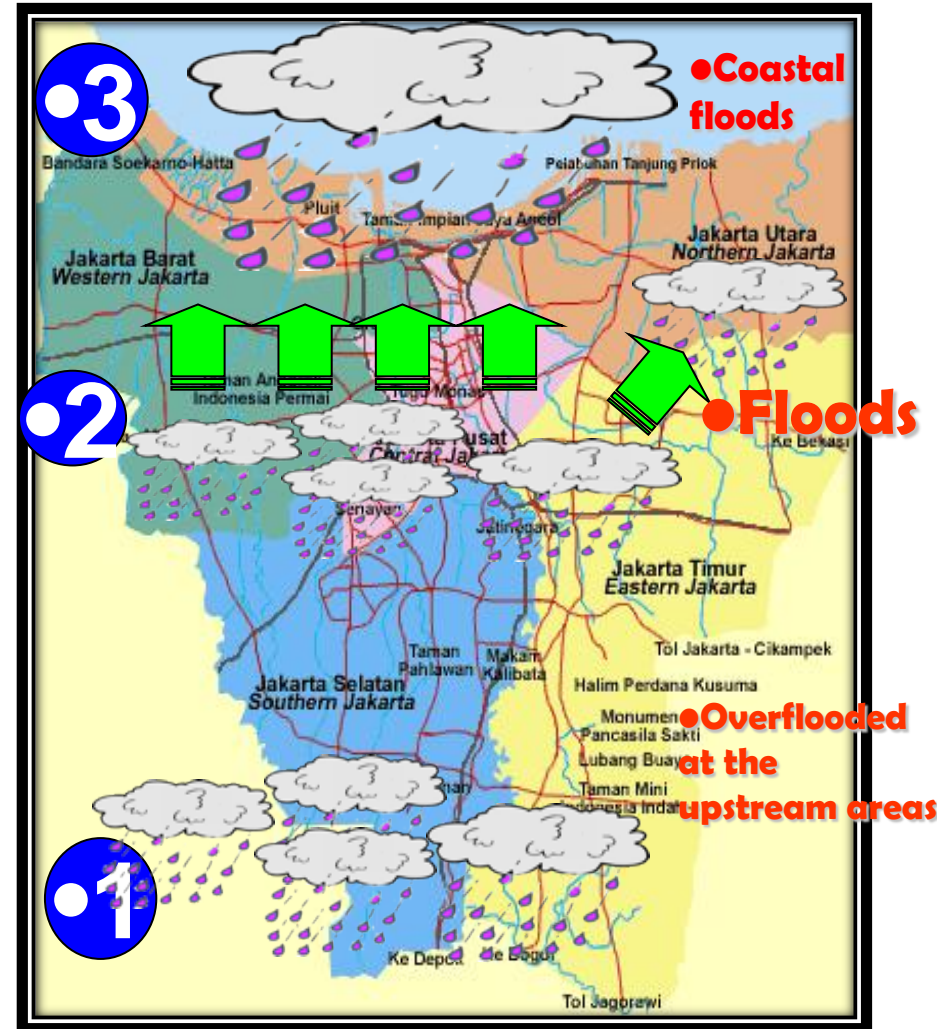 •3
•Coastal
floods
Bandara Soekarno-Hatta
Pelabuhan Tanjung Priok
Pluit
Jakarta Utara
Northern Jakarta
Jakarta Barat
Western Jakarta
Indonesia Permai
Tugu Monas
•2
•Floods
Ke Bekasi
Senayan
Jatinegara
Jakarta Timur
Eastern Jakarta
Tol Jakarta - Cikampek
Taman
Pahlawan
Makam
Kalibata
Halim Perdana Kusuma
Jakarta Selatan
Southern Jakarta
•Overflooded
at the
upstream areas
Pancasila Sakti
Lubang Buaya
Taman Mini
•1
Ke Depok
Ke Bogor
Tol Jagorawi